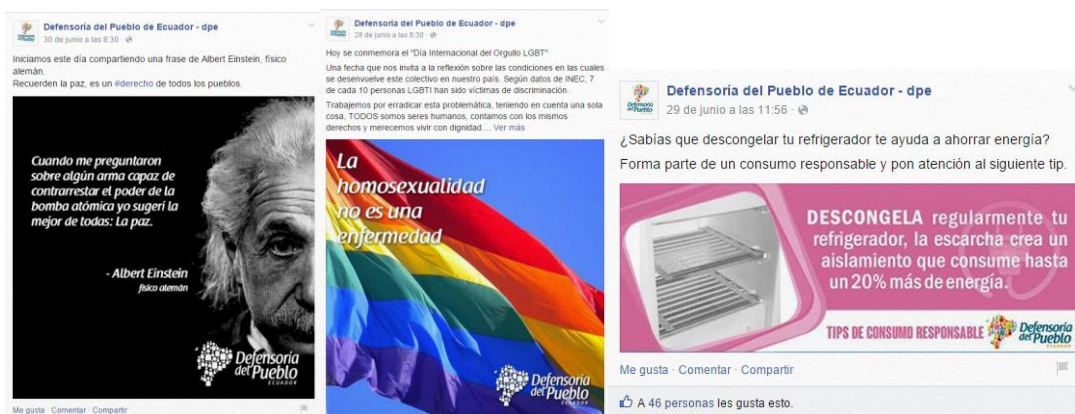 Defensoría del Pueblo de Ecuador - dpe
30 de junio a las 8:30 ·
Iniciamos este día compartiendo una frase de Albert Einstein, físico
alemán.
Recuerden la paz, es un #derecho de todos los pueblos.
Cuando me preguntaron
sobre algún arma capaz de
contrarrestar el poder de la
bomba atómica yo sugerí la
mejor de todas: La paz.
- Albert Einstein
físico alemán
Defensoría
del Pueblo
ECUADOR
Me gusta · Comentar · Compartir
Defensoría del Pueblo de Ecuador - dpe
28 de junio a las 8:30 ·
Hoy se conmemora el "Día Internacional del Orgullo LGBT"
Una fecha que nos invita a la reflexión sobre las condiciones en las cuales
se desenvuelve este colectivo en nuestro país. Según datos de INEC, 7
de cada 10 personas LGBTI han sido víctimas de discriminación.
Trabajemos por erradicar esta problemática, teniendo en cuenta una sola
cosa, TODOS somos seres humanos, contamos con los mismos
derechos y merecemos vivir con dignidad.... Ver más
La
homosexualidad
no es una
enfermedad
Defensoría
del Pueblo
ECUADOR
Defensoría del Pueblo de Ecuador - dpe
29 de junio a las 11:56 ·
¿Sabías que descongelar tu refrigerador te ayuda a ahorrar energía?
Forma parte de un consumo responsable y pon atención al siguiente tip.
DESCONGELA regularmente tu
refrigerador, la escarcha crea un
aislamiento que consume hasta
un 20% más de energía.
TIPS DE CONSUMO RESPONSABLE
Defensoría
del Pueblo
ECUADOR
Me gusta · Comentar · Compartir
A 46 personas les gusta esto.